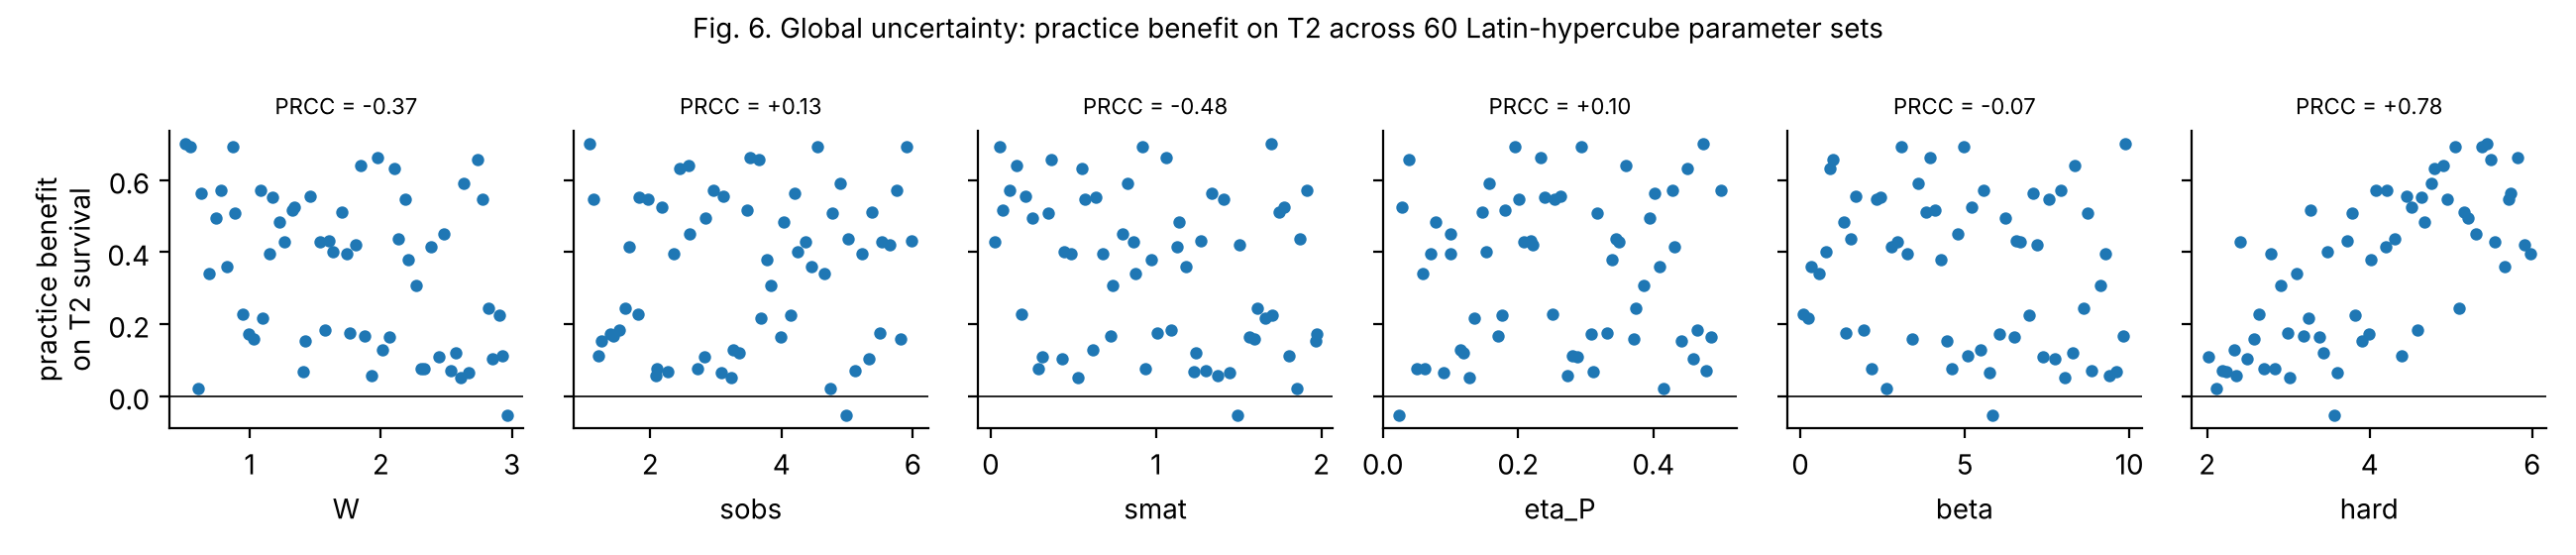 Fig. 6. Global uncertainty: practice benefit on T2 across 60 Latin-hypercube parameter sets
PRCC = -0.37
PRCC = +0.13
PRCC = -0.48
PRCC = +0.10
PRCC = -0.07
PRCC = +0.78
practice benefit
on T2 survival
0.6
0.4
0.2
0.0
1 2 3
2 4 6
0 1 2
0.0 0.2 0.4
0 5 10
2 4 6
W
sobs
smat
eta_P
beta
hard